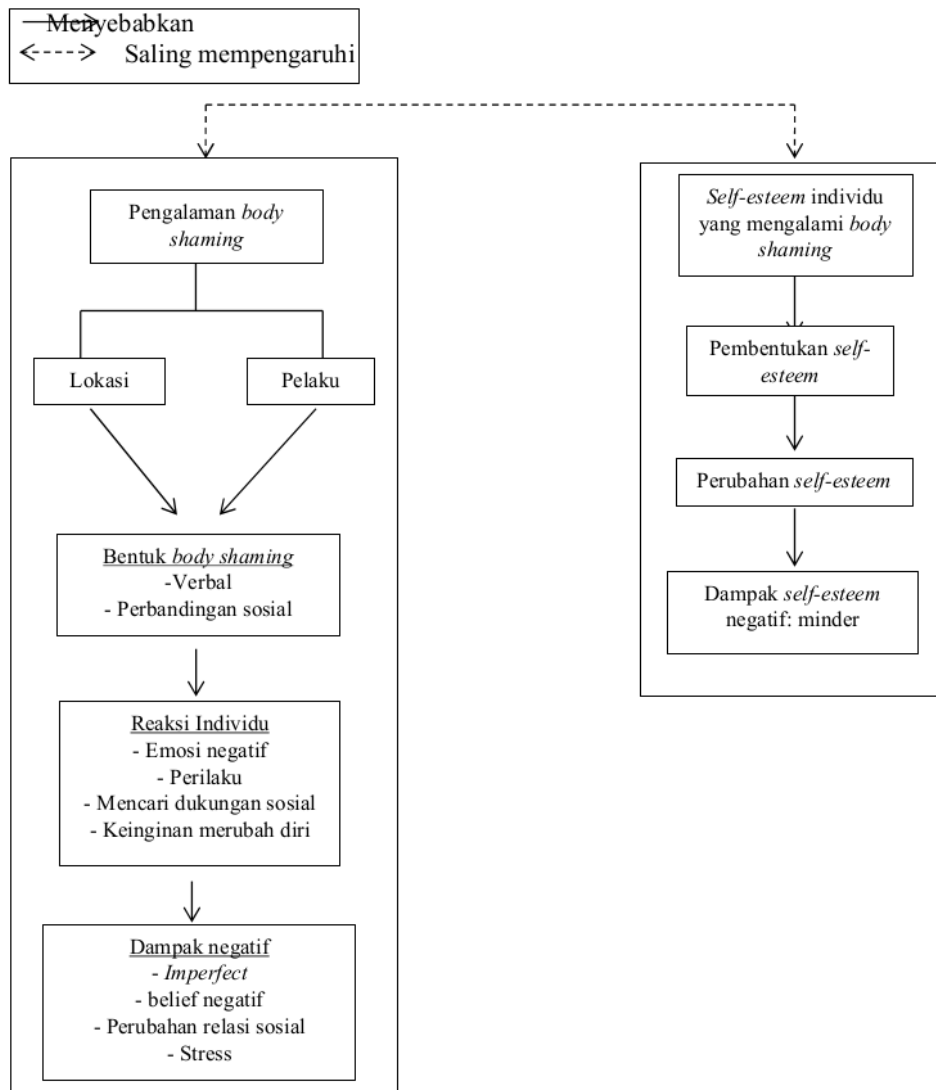 Menyebabkan
Saling mempengaruhi
Pengalaman body
shaming
Lokasi
Pelaku
Bentuk body shaming
-Verbal
- Perbandingan sosial
Reaksi Individu
- Emosi negatif
- Perilaku
- Mencari dukungan sosial
- Keinginan merubah diri
Dampak negatif
- Imperfect
- belief negatif
- Perubahan relasi sosial
- Stress
Self-esteem individu
yang mengalami body
shaming
Pembentukan self-
esteem
Perubahan self-esteem
Dampak self-esteem
negatif: minder